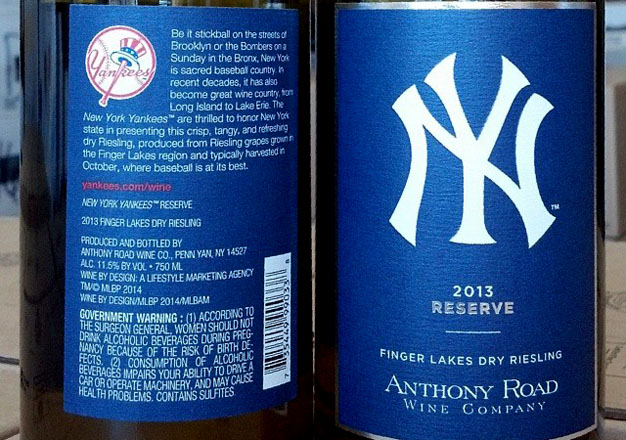 Yankees
Be it stickball on the streets of
Brooklyn or the Bombers on a
Sunday in the Bronx, New York
is sacred baseball country. In
recent decades, it has also
become great wine country, from
Long Island to Lake Erie. The
New York Yankees™ are thrilled to honor New York
state in presenting this crisp, tangy, and refreshing
dry Riesling, produced from Riesling grapes grown in
the Finger Lakes region and typically harvested in
October, where baseball is at its best.
yankees.com/wine
NEW YORK YANKEES™ RESERVE
2013 FINGER LAKES DRY RIESLING
PRODUCED AND BOTTLED BY
ANTHONY ROAD WINE CO., PENN YAN, NY 14527
ALC. 11.5% BY VOL • 750 ML
WINE BY DESIGN: A LIFESTYLE MARKETING AGENCY
TM/© MLBP 2014
WINE BY DESIGN/MLBP 2014/MLBAM
GOVERNMENT WARNING : (1) ACCORDING TO
THE SURGEON GENERAL, WOMEN SHOULD NOT
DRINK ALCOHOLIC BEVERAGES DURING PREG-
NANCY BECAUSE OF THE RISK OF BIRTH DE-
FECTS. (2) CONSUMPTION OF ALCOHOLIC
BEVERAGES IMPAIRS YOUR ABILITY TO DRIVE A
CAR OR OPERATE MACHINERY, AND MAY CAUSE
HEALTH PROBLEMS. CONTAINS SULFITES
NY
™
2013
RESERVE
FINGER LAKES DRY RIESLING
ANTHONY ROAD
WINE COMPANY